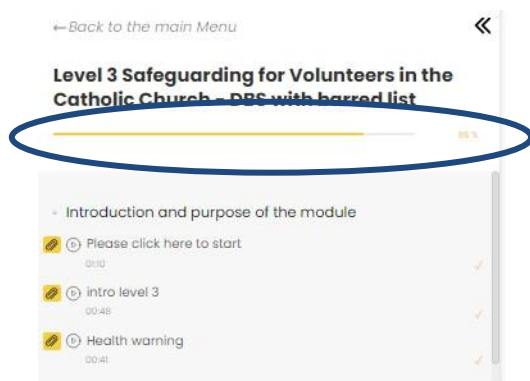 ←Back to the main Menu
Level 3 Safeguarding for Volunteers in the
Catholic Church - DBS with barred list
Introduction and purpose of the module
Please click here to start
01:10
intro level 3
00:48
Health warning
00:41